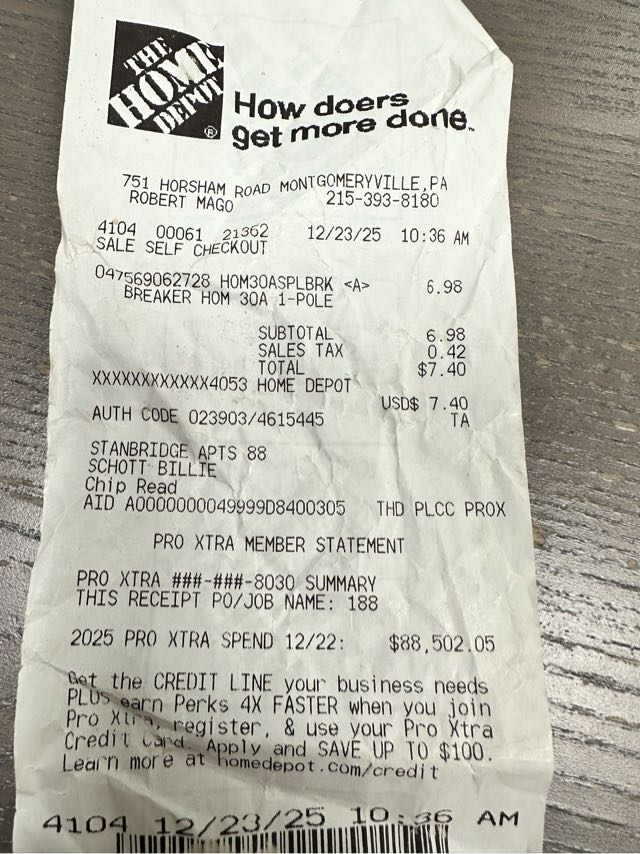 THE
HOME
DEPOT
®
How doers
get more done.
751 HORSHAM ROAD MONTGOMERYVILLE,PA
ROBERT MAGO 215-393-8180
4104 00061 21362 12/23/25 10:36 AM
SALE SELF CHECKOUT
047569062728 HOM30ASPLBRK <A> 6.98
BREAKER HOM 30A 1-POLE
SUBTOTAL 6.98
SALES TAX 0.42
TOTAL $7.40
XXXXXXXXXXXX4053 HOME DEPOT
USD$ 7.40
AUTH CODE 023903/4615445 TA
STANBRIDGE APTS 88
SCHOTT BILLIE
Chip Read
AID A0000000049999D8400305 THD PLCC PROX
PRO XTRA MEMBER STATEMENT
PRO XTRA ###-###-8030 SUMMARY
THIS RECEIPT PO/JOB NAME: 188
2025 PRO XTRA SPEND 12/22: $88,502.05
Get the CREDIT LINE your business needs
PLUS earn Perks 4X FASTER when you join
Pro Xtra, register, & use your Pro Xtra
Credit Card. Apply and SAVE UP TO $100.
Learn more at homedepot.com/credit
4104 12/23/25 10:36 AM